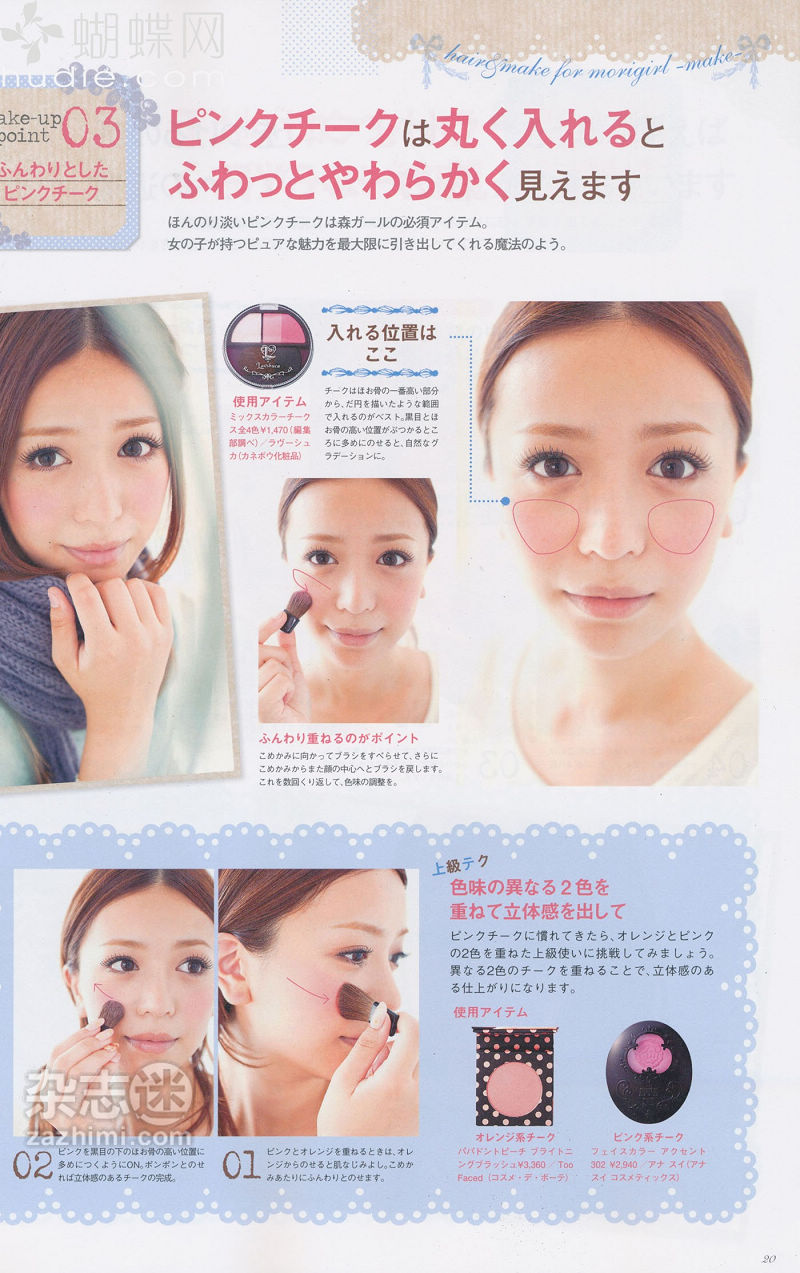 蝴蝶网
udie.com
hair&make for morigirl -make-
ake-up
point 03
ふんわりとした
ピンクチーク
ピンクチークは丸く入れると
ふわっとやわらかく見えます
ほんのり淡いピンクチークは森ガールの必須アイテム。
女の子が持つピュアな魅力を最大限に引き出してくれる魔法のよう。
使用アイテム
ミックスカラーチーク
ス全4色¥1,470(編集
部調べ)/ラヴーシュ
カ(カネボウ化粧品)
入れる位置は
ここ
チークはほお骨の一番高い部分
から、だ円を描いたような範囲
で入れるのがベスト。黒目とほ
お骨の高い位置がぶつかるとこ
ろに多めにのせると、自然なグ
ラデーションに。
ふんわり重ねるのがポイント
こめかみに向かってブラシをすべらせて、さらに
こめかみからまた顔の中心へとブラシを戻します。
これを数回くり返して、色味の調整を。
上級テク
色味の異なる2色を
重ねて立体感を出して
ピンクチークに慣れてきたら、オレンジとピンク
の2色を重ねた上級使いに挑戦してみましょう。
異なる2色のチークを重ねることで、立体感のあ
る仕上がりになります。
使用アイテム
オレンジ系チーク
パパドントピーチ ブライトニ
ングブラッシュ¥3,360 / Too
Faced (コスメ・デ・ボーテ)
ピンク系チーク
フェイスカラー アクセント
302 ¥2,940/アナ スイ(アナ
スイ コスメティックス)
01
ピンクとオレンジを重ねるときは、オレ
ンジからのせると肌なじみよし。こめか
みあたりにふんわりとのせます。
02
ピンクを黒目の下のほお骨の高い位置に
多めにつくようにON。ポンポンとのせ
れば立体感のあるチークの完成。
杂志迷
zazhimi.com
20